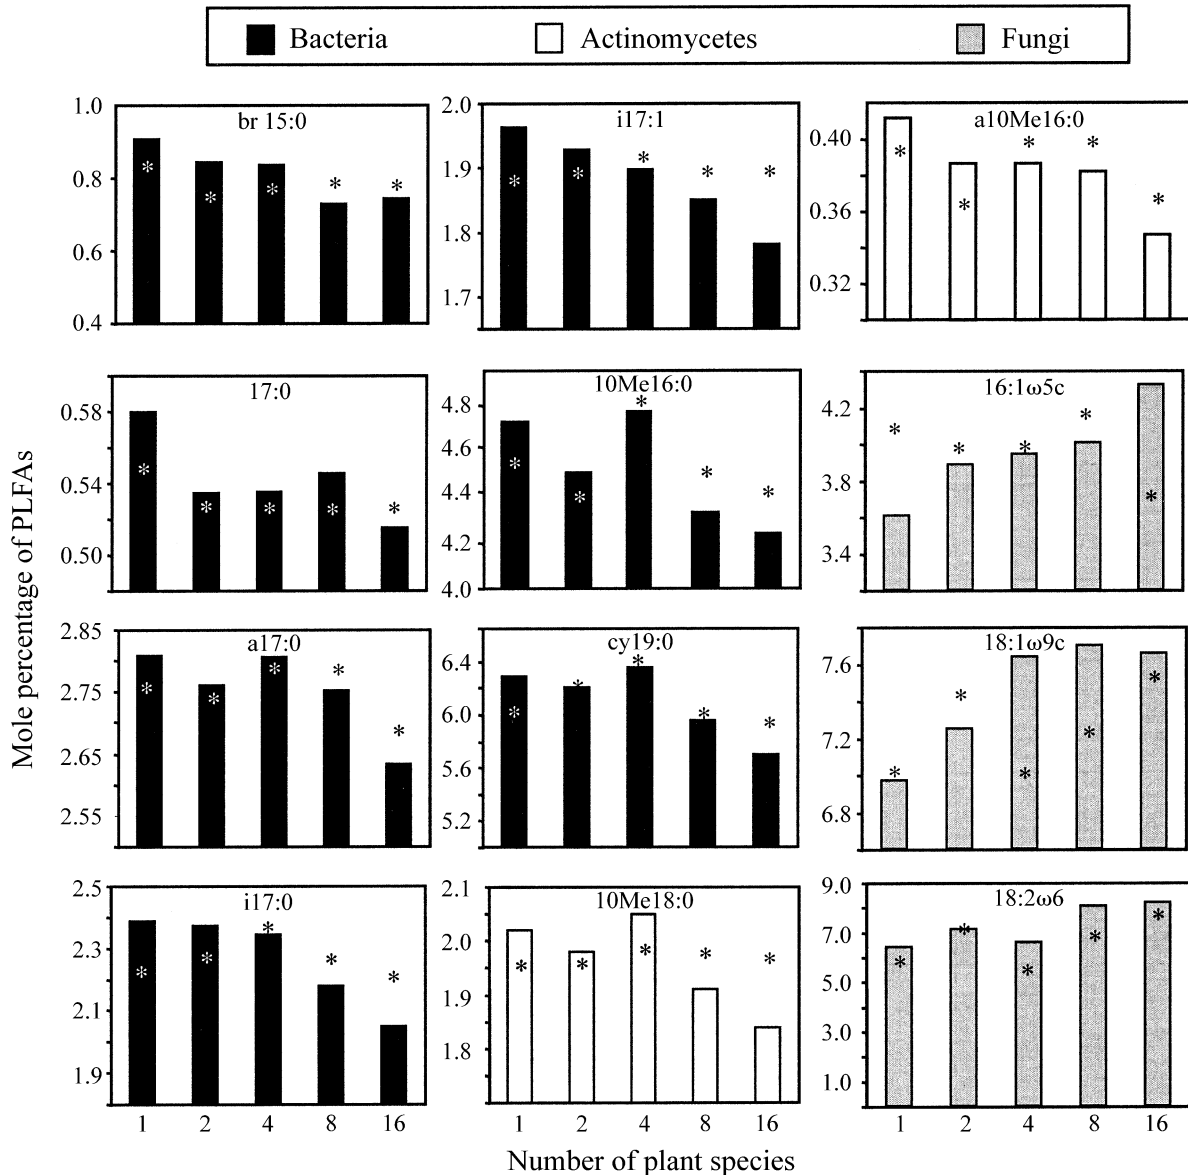 Bacteria Actinomycetes Fungi
br 15:0
1.0
0.8
0.6
0.4
i17:1
2.0
1.9
1.8
1.7
a10Me16:0
0.40
0.36
0.32
17:0
0.58
0.54
0.50
10Me16:0
4.8
4.6
4.4
4.2
4.0
16:1ω5c
4.2
3.8
3.4
a17:0
2.85
2.75
2.65
2.55
cy19:0
6.4
6.0
5.6
5.2
18:1ω9c
7.6
7.2
6.8
i17:0
2.5
2.3
2.1
1.9
1 2 4 8 16
10Me18:0
2.1
2.0
1.9
1.8
1 2 4 8 16
18:2ω6
9.0
7.0
5.0
3.0
1.0
1 2 4 8 16
Mole percentage of PLFAs
Number of plant species